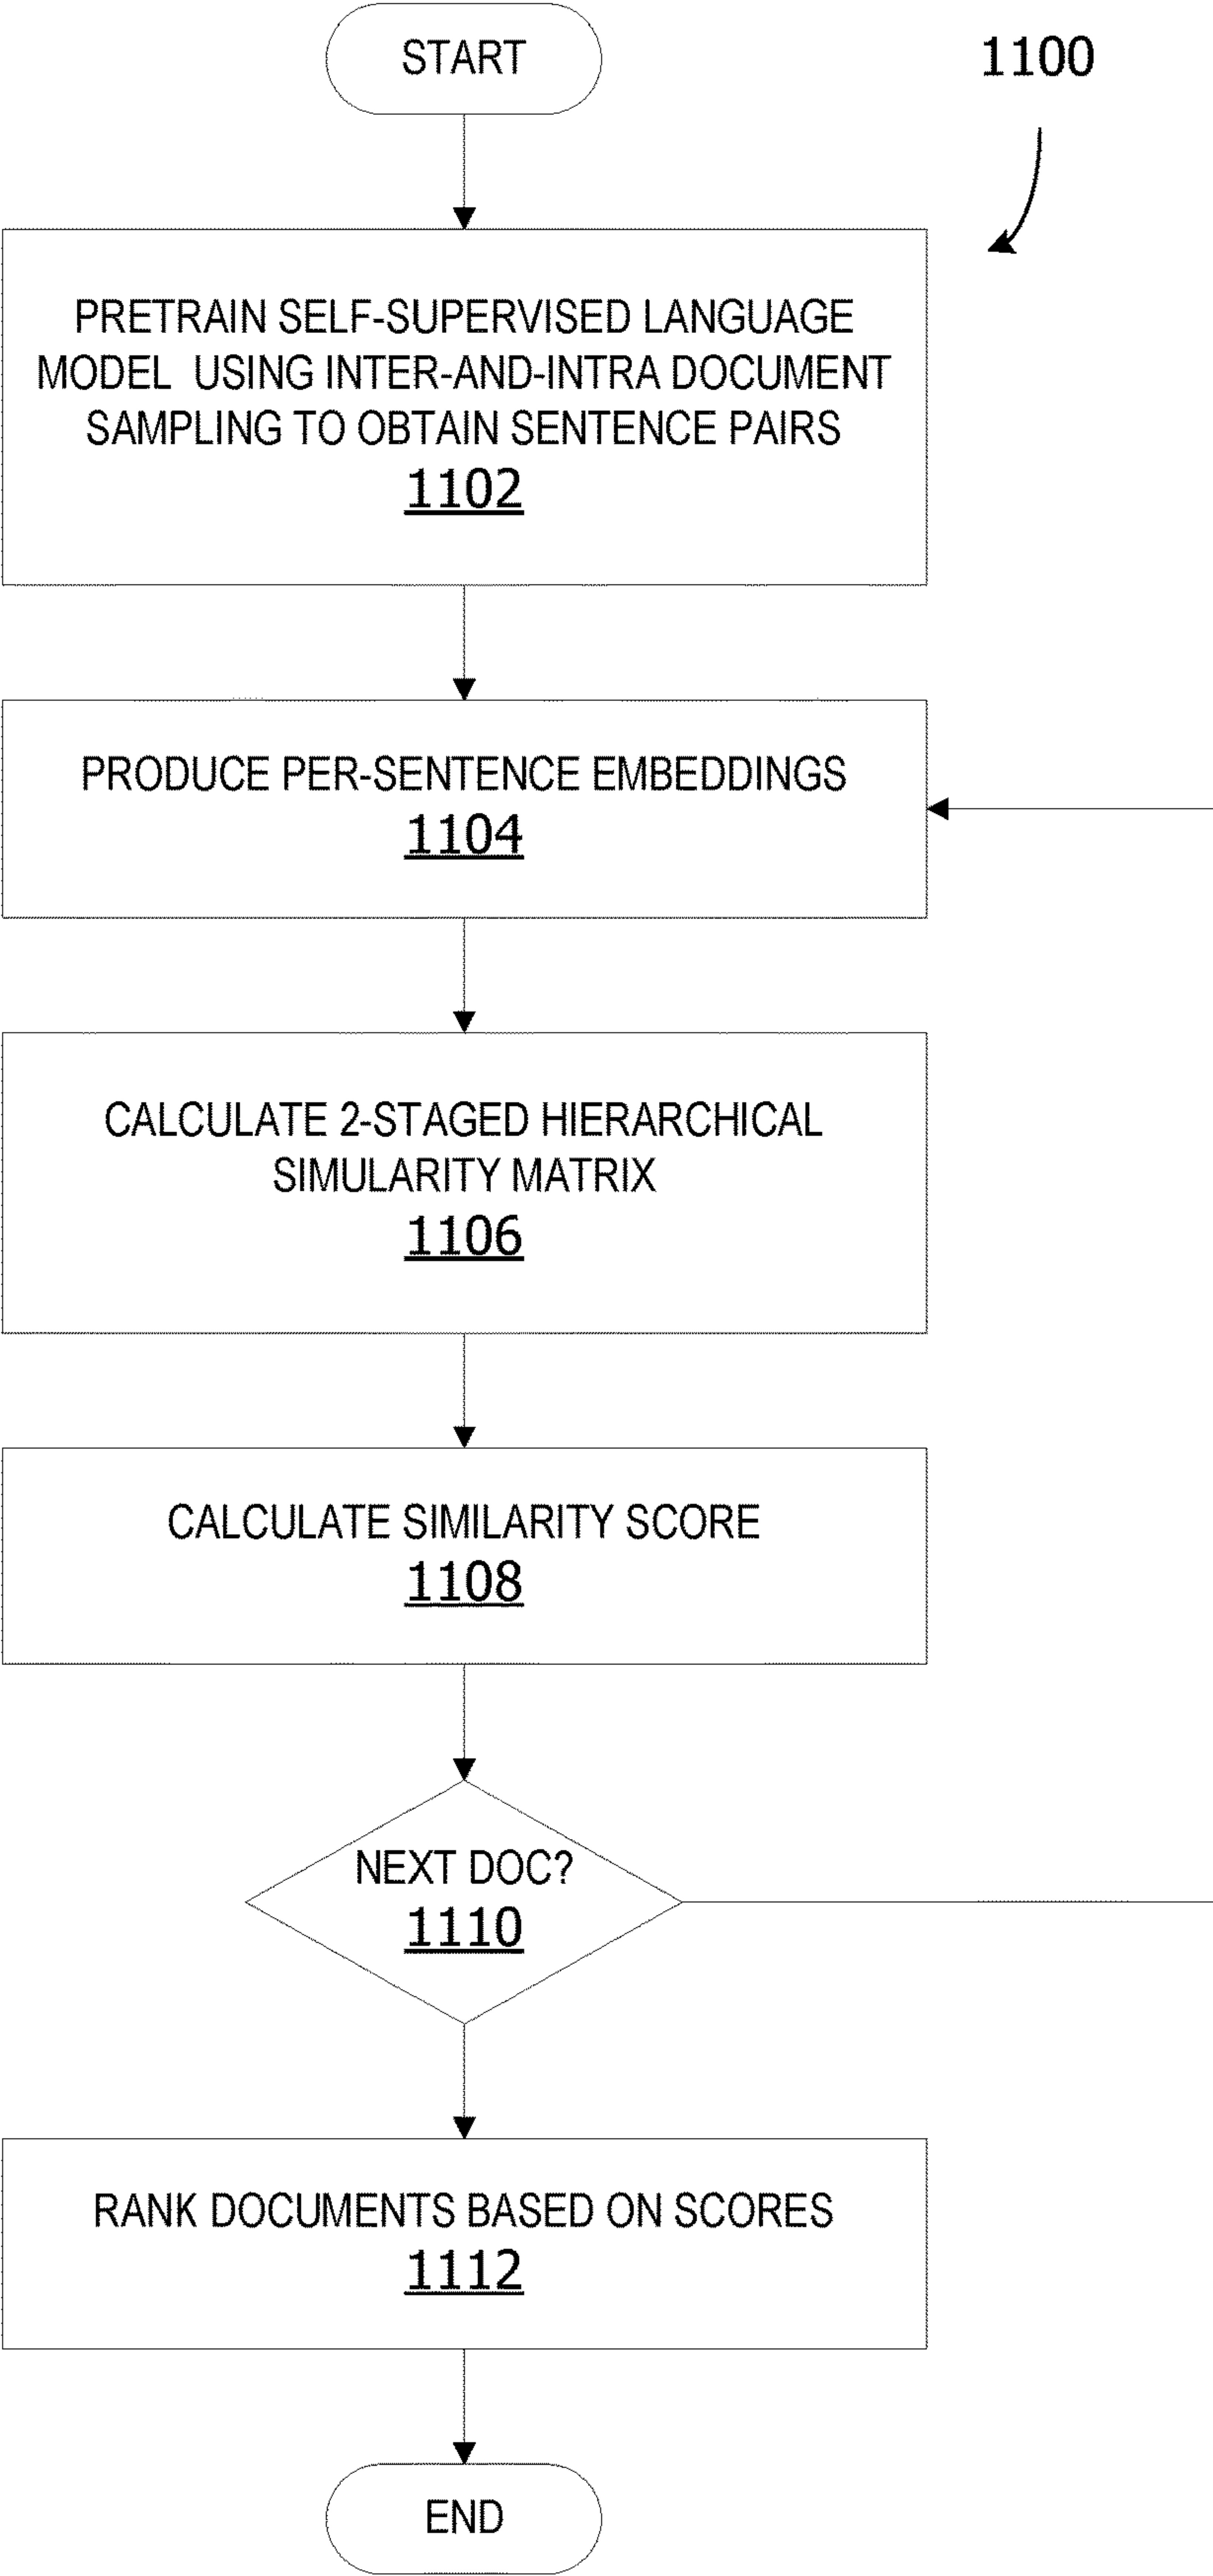 START
1100
PRETRAIN SELF-SUPERVISED LANGUAGE
MODEL USING INTER-AND-INTRA DOCUMENT
SAMPLING TO OBTAIN SENTENCE PAIRS
1102
PRODUCE PER-SENTENCE EMBEDDINGS
1104
CALCULATE 2-STAGED HIERARCHICAL
SIMULARITY MATRIX
1106
CALCULATE SIMILARITY SCORE
1108
NEXT DOC?
1110
RANK DOCUMENTS BASED ON SCORES
1112
END